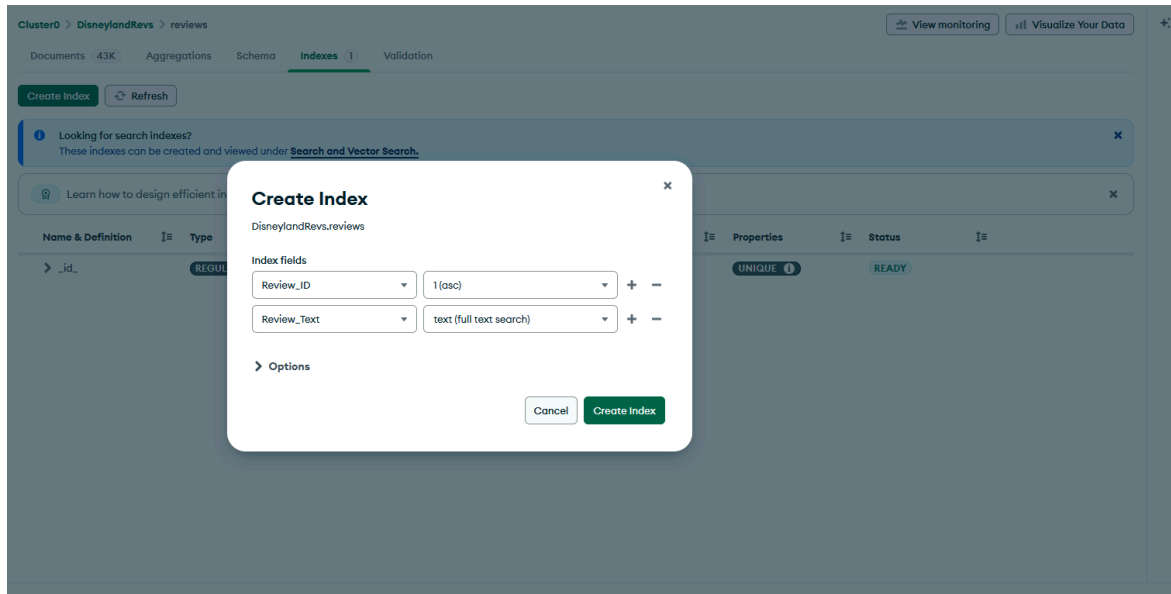 Cluster0 > DisneylandRevs > reviews
View monitoring
Visualize Your Data
Documents 43K Aggregations Schema Indexes 1 Validation
Create Index
Refresh
Looking for search indexes?
These indexes can be created and viewed under Search and Vector Search.
Learn how to design efficient in
Name & Definition Type Properties Status
_id_ REGUL UNIQUE READY
Create Index
DisneylandRevs.reviews
Index fields
Review_ID 1 (asc)
Review_Text text (full text search)
Options
Cancel Create Index